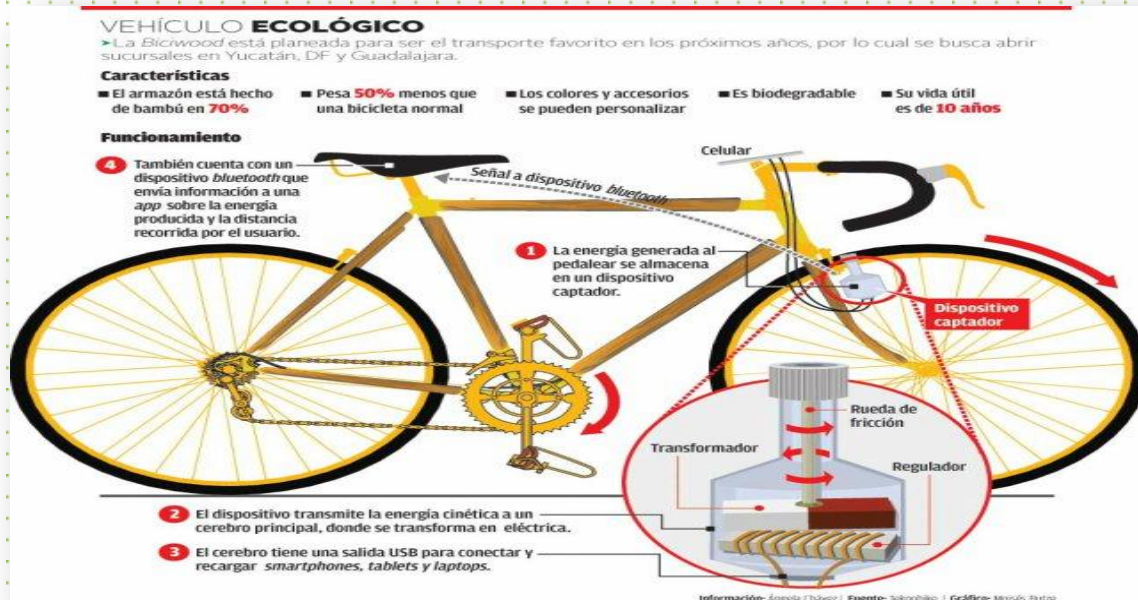 VEHÍCULO ECOLÓGICO
➤La Biciwood está planeada para ser el transporte favorito en los próximos años, por lo cual se busca abrir
sucursales en Yucatán, DF y Guadalajara.
Características
■ El armazón está hecho
de bambú en 70%
■ Pesa 50% menos que
una bicicleta normal
■ Los colores y accesorios
se pueden personalizar
■ Es biodegradable
■ Su vida útil
es de 10 años
Funcionamiento
4 También cuenta con un
dispositivo bluetooth que
envía información a una
app sobre la energía
producida y la distancia
recorrida por el usuario.
Señal a dispositivo bluetooth
Celular
1 La energía generada al
pedalear se almacena
en un dispositivo
captador.
Dispositivo
captador
Rueda de
fricción
Transformador
Regulador
2 El dispositivo transmite la energía cinética a un
cerebro principal, donde se transforma en eléctrica.
3 El cerebro tiene una salida USB para conectar y
recargar smartphones, tablets y laptops.
Información: Ángela Chávez | Fuente: | Gráfico: Moisés